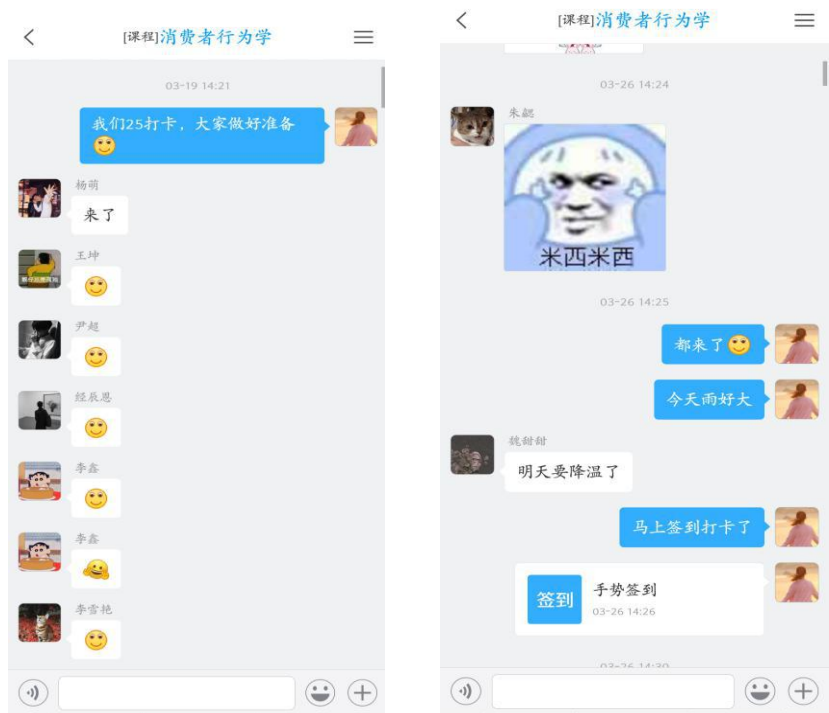 [课程]消费者行为学
03-19 14:21
我们25打卡，大家做好准备
杨萌
来了
王坤
尹超
经辰恩
李鑫
李鑫
李雪艳
[课程]消费者行为学
03-26 14:24
朱勰
米西米西
03-26 14:25
都来了
今天雨好大
魏甜甜
明天要降温了
马上签到打卡了
签到
手势签到
03-26 14:26
03-26 14:30